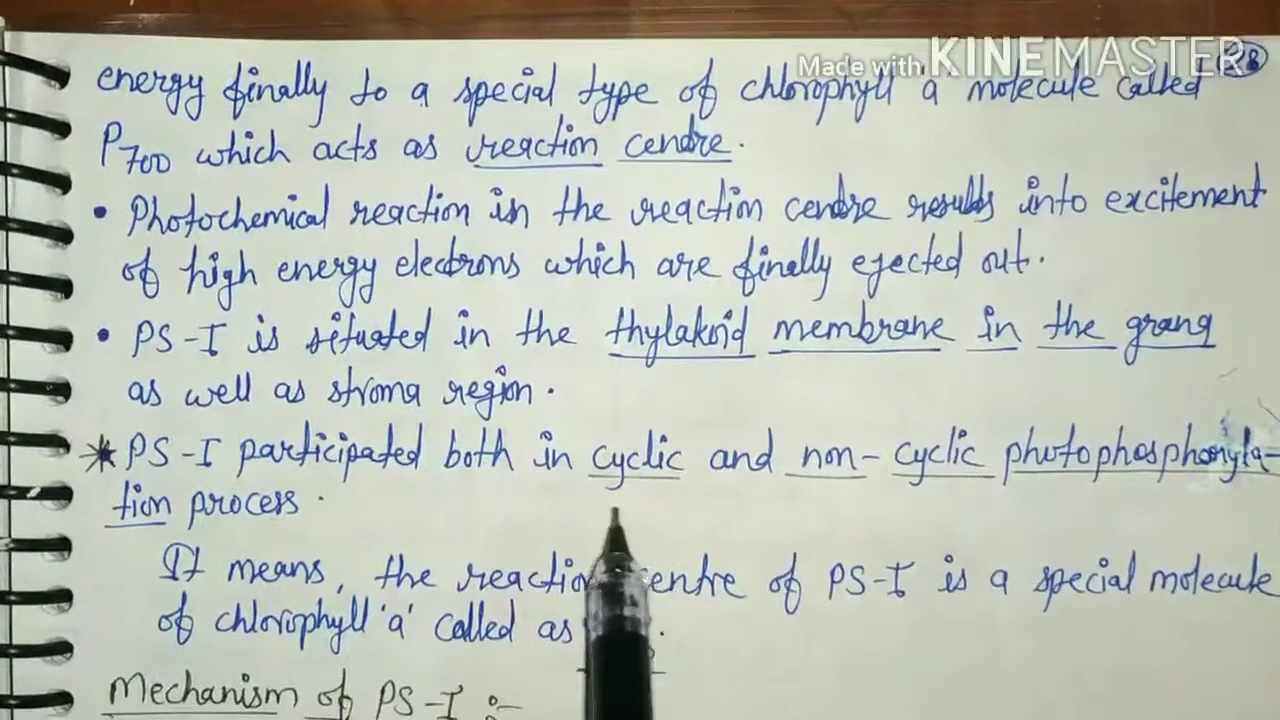 Made with KINEMASTER
energy finally to a special type of chlorophyll 'a' molecule called
P700 which acts as reaction centre.
• Photochemical reaction in the reaction centre results into excitement
of high energy electrons which are finally ejected out.
• PS-I is situated in the thylakoid membrane in the grana
as well as stroma region.
* PS-I participated both in cyclic and non-cyclic photophosphoryla-
tion process.
It means, the reaction centre of PS-I is a special molecule
of chlorophyll 'a' called as
Mechanism of PS-I :-